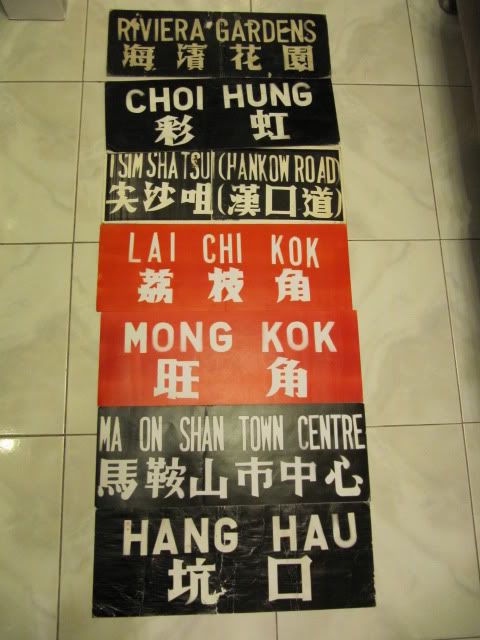 RIVIERA GARDENS
海濱花園
CHOI HUNG
彩虹
TSIM SHA TSUI (HANKOW ROAD)
尖沙咀(漢口道)
LAI CHI KOK
荔枝角
MONG KOK
旺角
MA ON SHAN TOWN CENTRE
馬鞍山市中心
HANG HAU
坑口